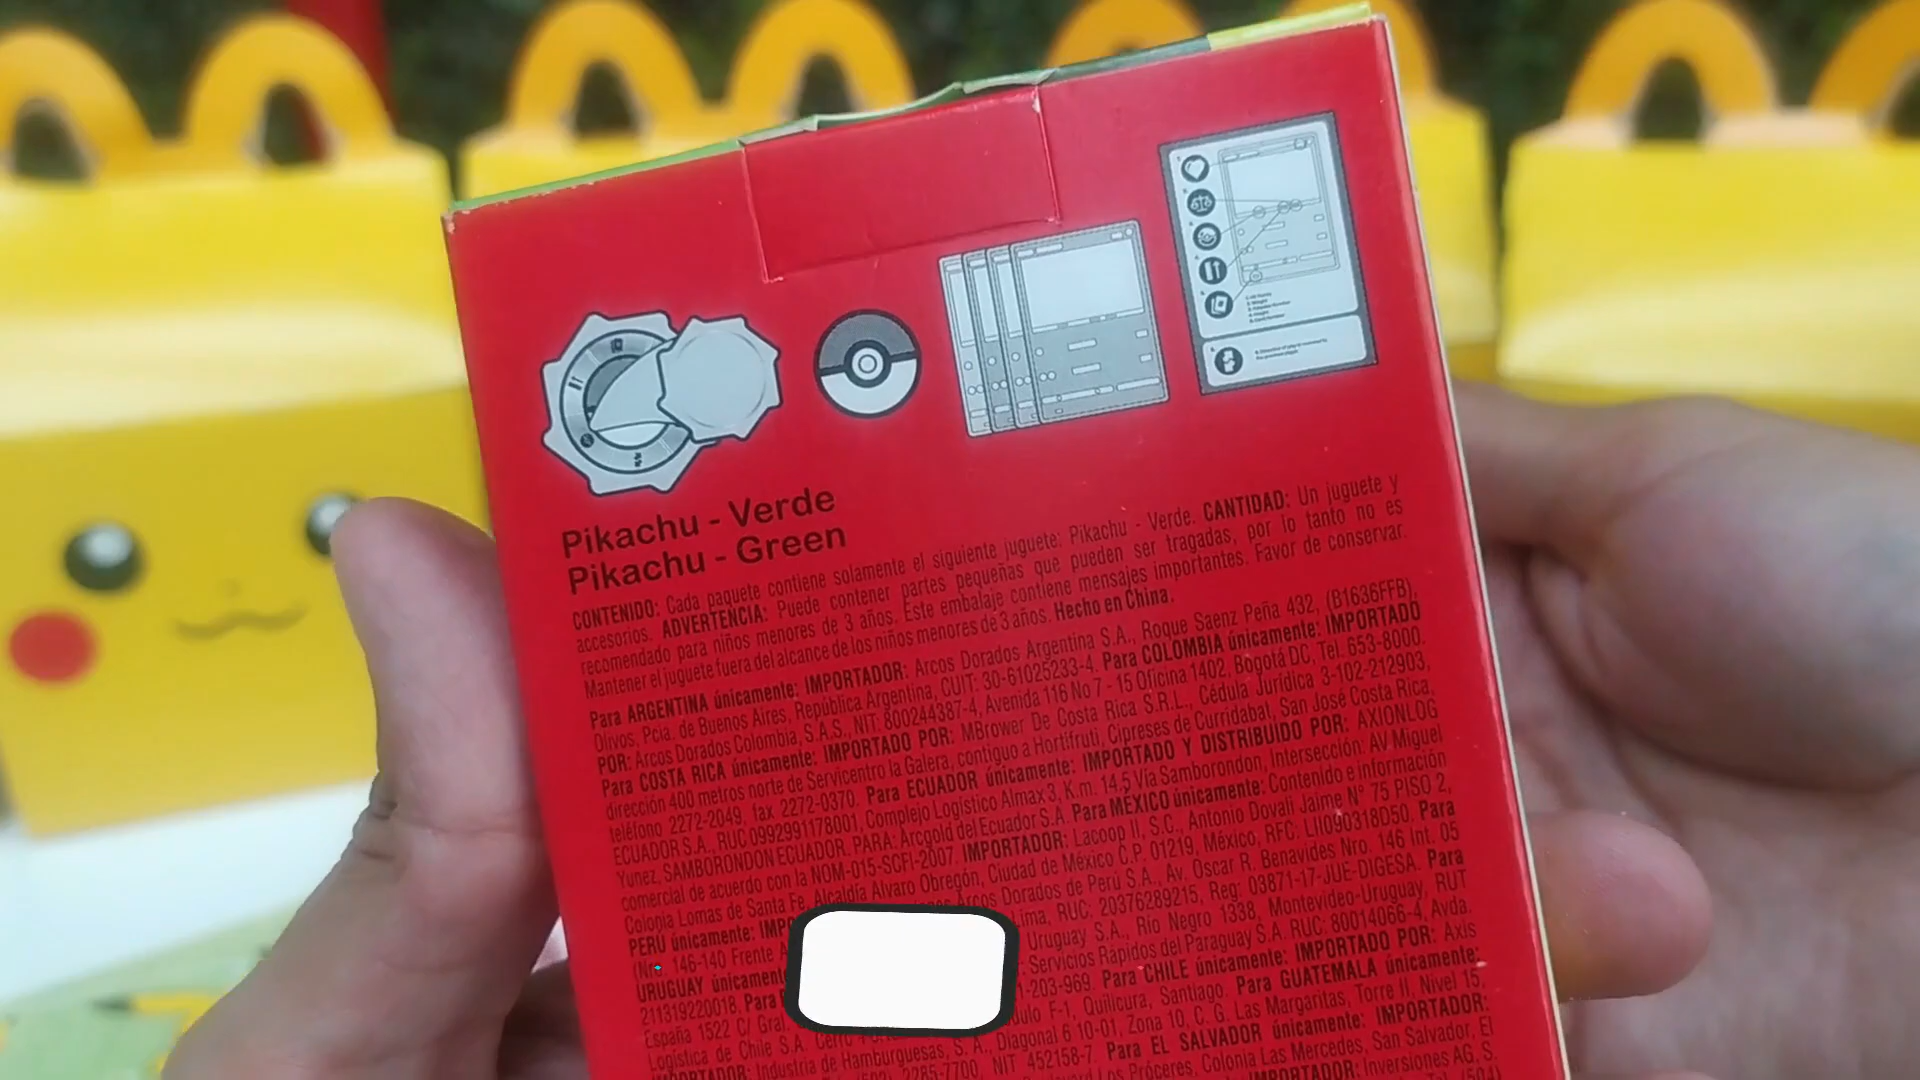 Pikachu - Verde
Pikachu - Green
CONTENIDO: Cada paquete contiene solamente el siguiente juguete: Pikachu - Verde. CANTIDAD: Un juguete y
accesorios. ADVERTENCIA: Puede contener partes pequeñas que pueden ser tragadas, por lo tanto no es
recomendado para niños menores de 3 años. Este embalaje contiene mensajes importantes. Favor de conservar.
Mantener el juguete fuera del alcance de los niños menores de 3 años. Hecho en China.
Para ARGENTINA únicamente: IMPORTADOR: Arcos Dorados Argentina S.A., Roque Saenz Peña 432, (B1636FFB),
Olivos, Pcia. de Buenos Aires, República Argentina, CUIT: 30-61025233-4. Para COLOMBIA únicamente: IMPORTADO
POR: Arcos Dorados Colombia, S.A.S., NIT: 800244387-4, Avenida 116 No 7 - 15 Oficina 1402, Bogotá DC, Tel. 653-8000.
Para COSTA RICA únicamente: IMPORTADO POR: MBrower De Costa Rica S.R.L., Cédula Jurídica 3-102-212903,
dirección 400 metros norte de Servicentro la Galera, contiguo a Hortifruti, Cipreses de Curridabat, San José Costa Rica,
teléfono 2272-2049, fax 2272-0370. Para ECUADOR únicamente: IMPORTADO Y DISTRIBUIDO POR: AXIONLOG
ECUADOR S.A., RUC 0992991178001, Complejo Logístico Almax 3, K.m. 14.5 Vía Samborondon, Intersección: AV Miguel
Yunez, SAMBORONDON ECUADOR. PARA: Arcgold del Ecuador S.A. Para MÉXICO únicamente: Contenido e información
comercial de acuerdo con la NOM-015-SCFI-2007. IMPORTADOR: Lacoop II, S.C., Antonio Dovali Jaime N° 75 PISO 2,
Colonia Lomas de Santa Fe, Alcaldía Alvaro Obregón, Ciudad de México C.P. 01219, México, RFC: LII090318D50. Para
PERÚ únicamente: Arcos Dorados de Perú S.A., Av. Oscar R. Benavides Nro. 146 Int. 05
(Nro. 146-140 Frente RUC: 20376289215, Reg: 03871-17-JUE-DIGESA. Para
URUGUAY únicamente Uruguay S.A., Río Negro 1338, Montevideo-Uruguay, RUT
211319220018. Para Servicios Rápidos del Paraguay S.A. RUC: 80014066-4, Avda.
España 1522 C/ Gral. 203-969. Para CHILE únicamente: IMPORTADO POR: Axis
Logística de Chile S.A. F-1, Quilicura, Santiago. Para GUATEMALA únicamente:
IMPORTADOR: Industria de Hamburguesas, S. A., Diagonal 6 10-01, Zona 10, C. G. Las Margaritas, Torre II, Nivel 15,
2285-7700, NIT 452158-7. Para EL SALVADOR únicamente: IMPORTADOR:
Los Próceres, Colonia Las Mercedes, San Salvador, El
IMPORTADOR: Inversiones AG, S.
Tel. (504)